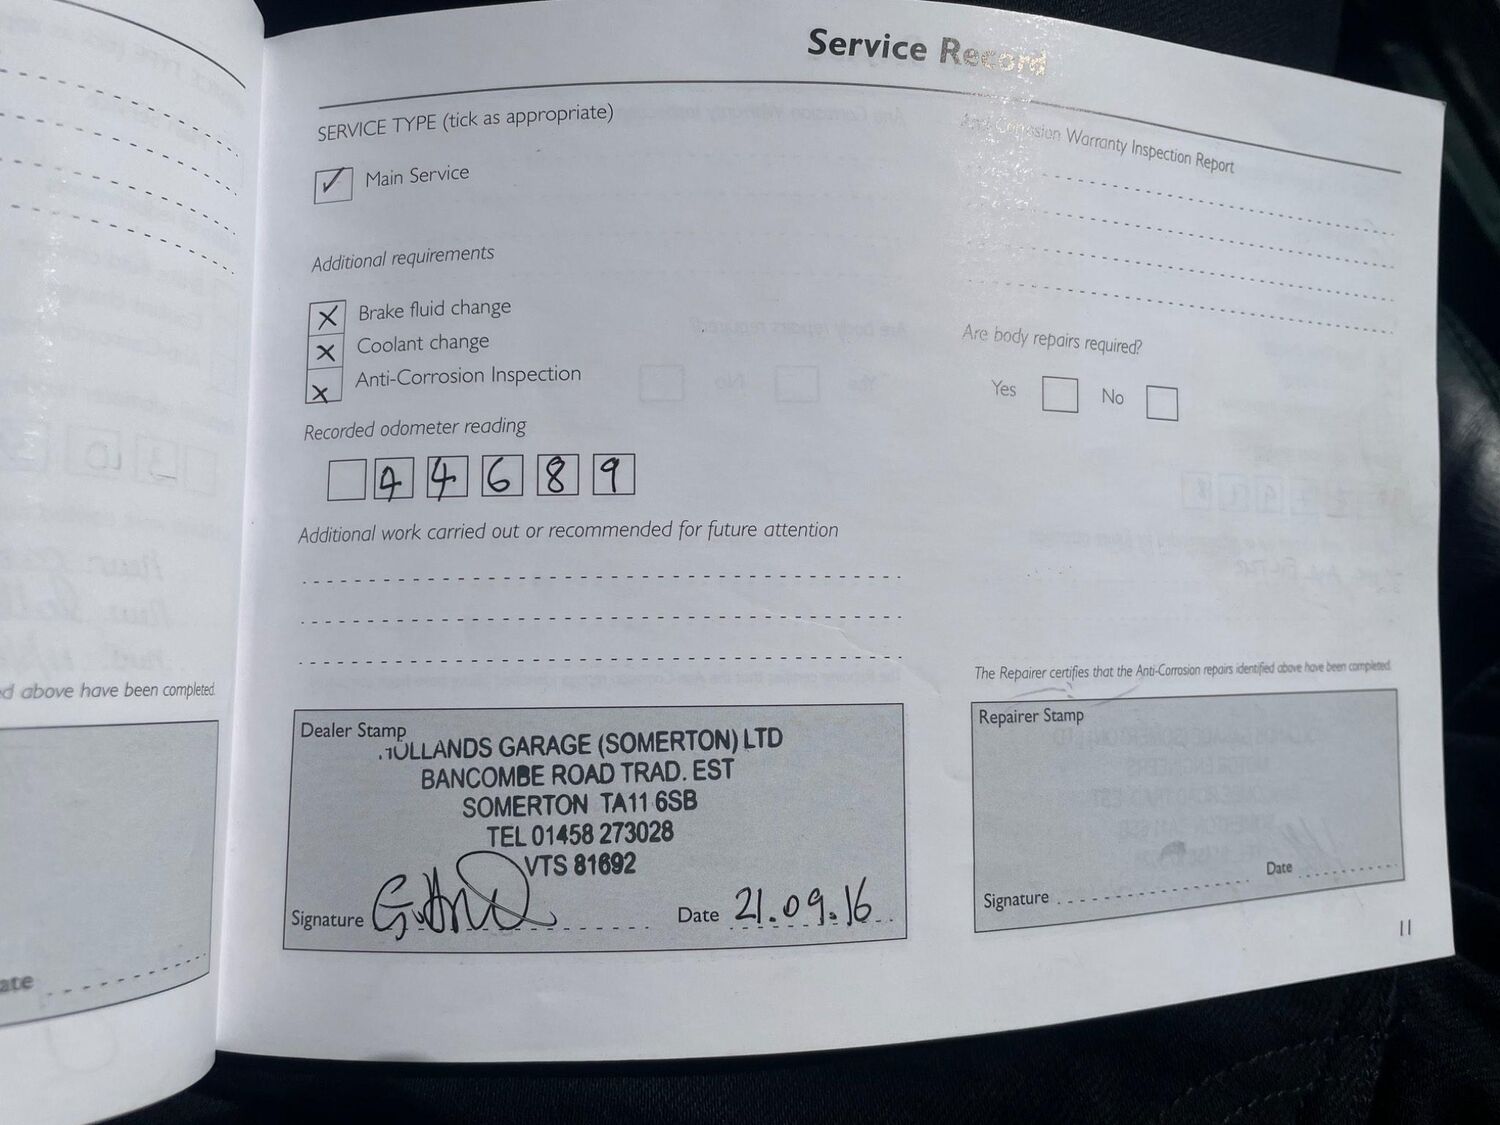 Service Record
SERVICE TYPE (tick as appropriate)
Main Service
Additional requirements
Brake fluid change
Coolant change
Anti-Corrosion Inspection
Recorded odometer reading
4 4 6 8 9
Additional work carried out or recommended for future attention
Dealer Stamp
HOLLANDS GARAGE (SOMERTON) LTD
BANCOMBE ROAD TRAD. EST
SOMERTON TA11 6SB
TEL 01458 273028
VTS 81692
Signature
Date 21.09.16
Anti-Corrosion Warranty Inspection Report
Are body repairs required?
Yes No
The Repairer certifies that the Anti-Corrosion repairs identified above have been completed.
Repairer Stamp
Signature
Date
11
above have been completed.